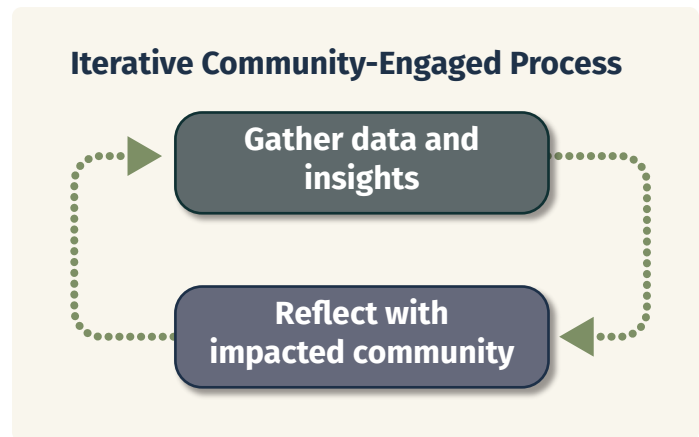 Iterative Community-Engaged Process
Gather data and
insights
Reflect with
impacted community